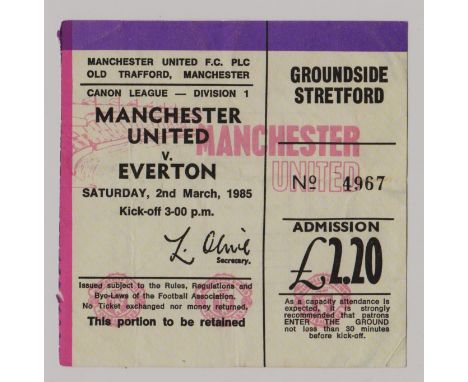 MANCHESTER UNITED F.C. PLC
OLD TRAFFORD, MANCHESTER
CANON LEAGUE — DIVISION 1
MANCHESTER
UNITED
v.
EVERTON
SATURDAY, 2nd March, 1985
Kick-off 3-00 p.m.
L. Olive
Secretary.
Issued subject to the Rules, Regulations and
Bye-Laws of the Football Association.
No Ticket exchanged nor money returned.
This portion to be retained
GROUNDSIDE
STRETFORD
MANCHESTER
UNITED
No 4967
ADMISSION
£2.20
As a capacity attendance is
expected, it is strongly
recommended that patrons
ENTER THE GROUND
not less than 30 minutes
before kick-off.